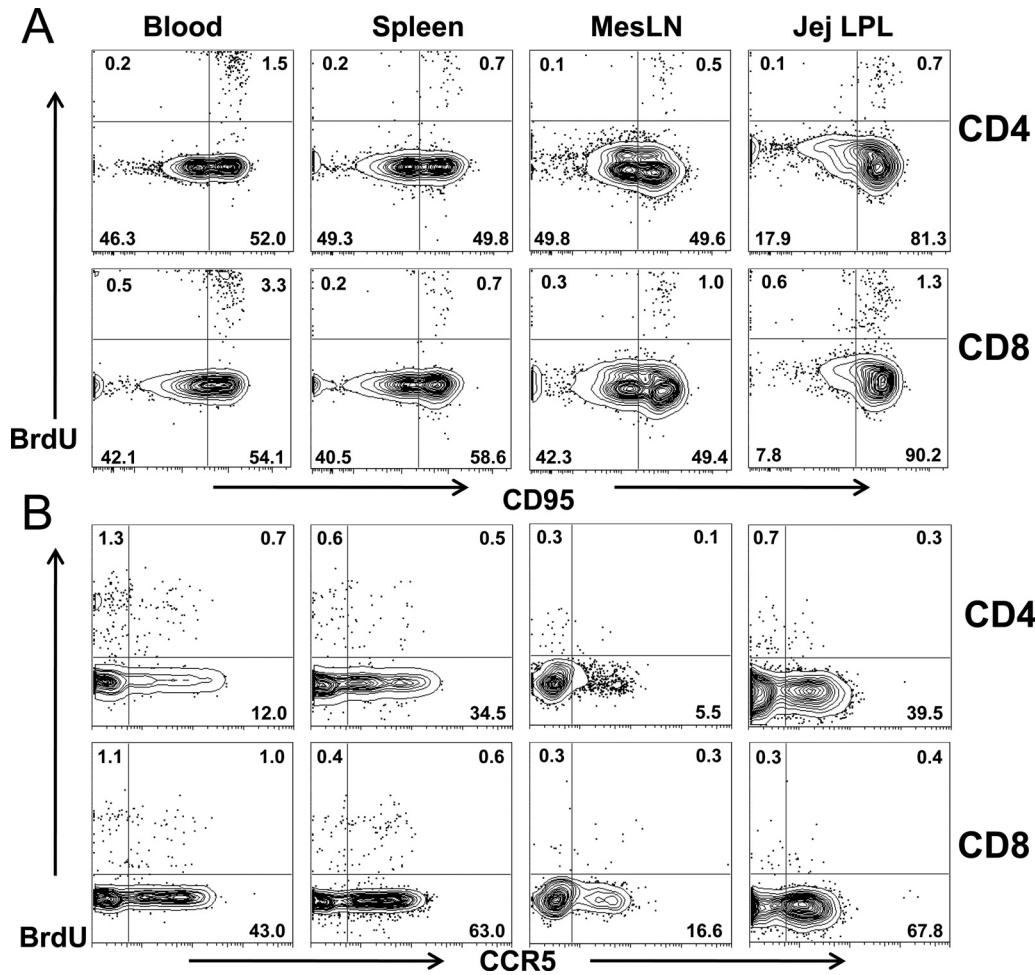 A
Blood Spleen MesLN Jej LPL
0.2 1.5 0.2 0.7 0.1 0.5 0.1 0.7
CD4
46.3 52.0 49.3 49.8 49.8 49.6 17.9 81.3
0.5 3.3 0.2 0.7 0.3 1.0 0.6 1.3
CD8
BrdU
42.1 54.1 40.5 58.6 42.3 49.4 7.8 90.2
CD95
B
1.3 0.7 0.6 0.5 0.3 0.1 0.7 0.3
CD4
12.0 34.5 5.5 39.5
1.1 1.0 0.4 0.6 0.3 0.3 0.3 0.4
CD8
BrdU
43.0 63.0 16.6 67.8
CCR5